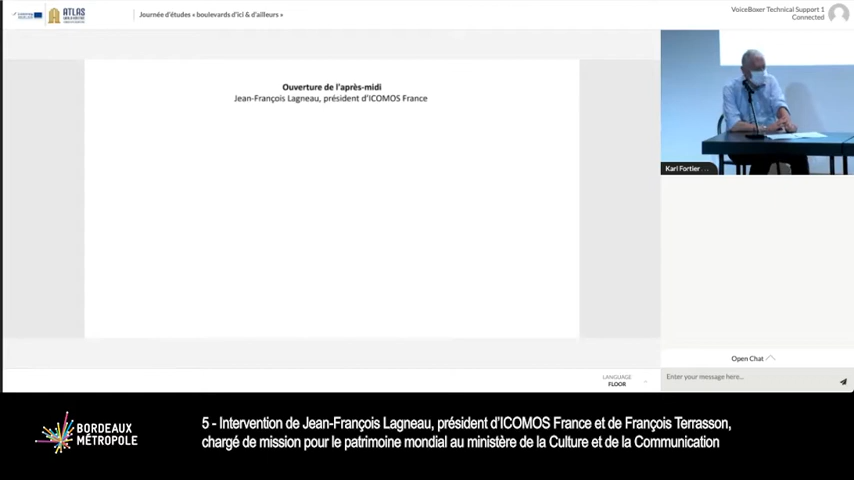 ATLAS
Journée d'études « boulevards d'ici & d'ailleurs »
VoiceBoxer Technical Support 1
Connected
Ouverture de l'après-midi
Jean-François Lagneau, président d'ICOMOS France
Karl Fortier ...
Open Chat
Enter your message here...
LANGUAGE
FLOOR
BORDEAUX
MÉTROPOLE
5 - Intervention de Jean-François Lagneau, président d'ICOMOS France et de François Terrasson,
chargé de mission pour le patrimoine mondial au ministère de la Culture et de la Communication